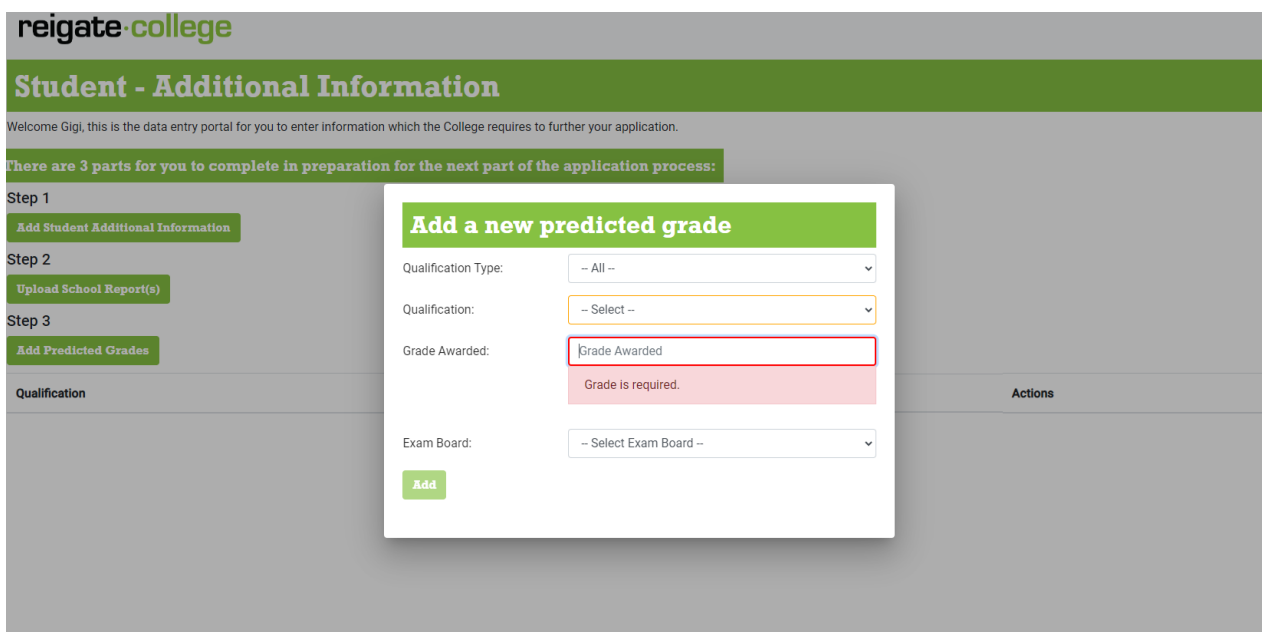 reigate·college
Student - Additional Information
Welcome Gigi, this is the data entry portal for you to enter information which the College requires to further your application.
There are 3 parts for you to complete in preparation for the next part of the application process:
Step 1
Add Student Additional Information
Step 2
Upload School Report(s)
Step 3
Add Predicted Grades
Qualification
Actions
Add a new predicted grade
Qualification Type: -- All --
Qualification: -- Select --
Grade Awarded: Grade Awarded
Grade is required.
Exam Board: -- Select Exam Board --
Add